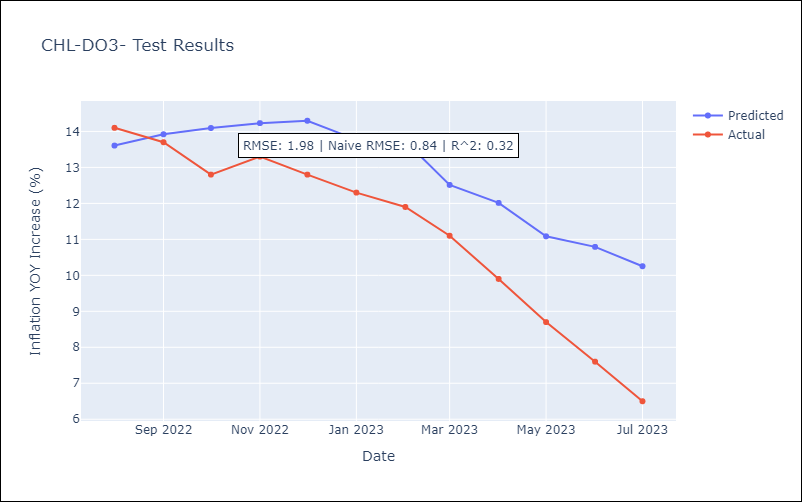 CHL-DO3- Test Results
Predicted
Actual
RMSE: 1.98 | Naive RMSE: 0.84 | R^2: 0.32
Inflation YOY Increase (%)
14
13
12
11
10
9
8
7
6
Sep 2022
Nov 2022
Jan 2023
Mar 2023
May 2023
Jul 2023
Date